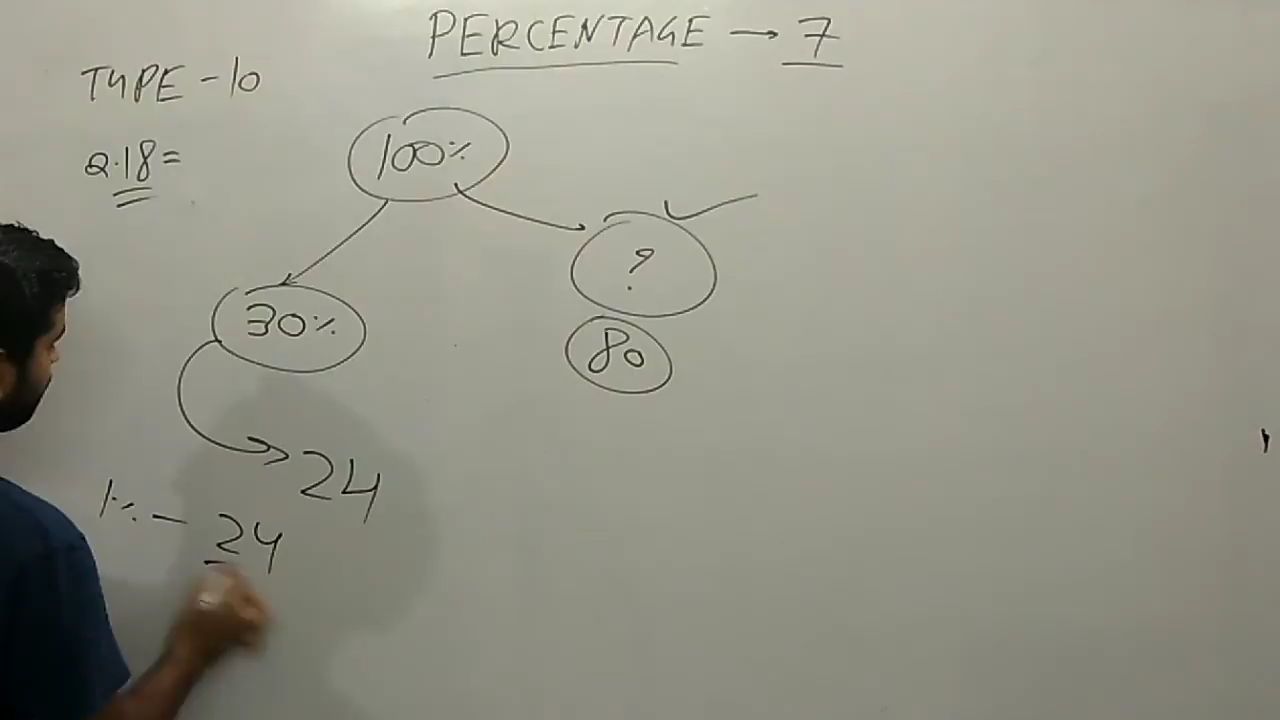 PERCENTAGE → 7
TYPE - 10
Q.18 =
100%
?
30%
80
24
1% - 24